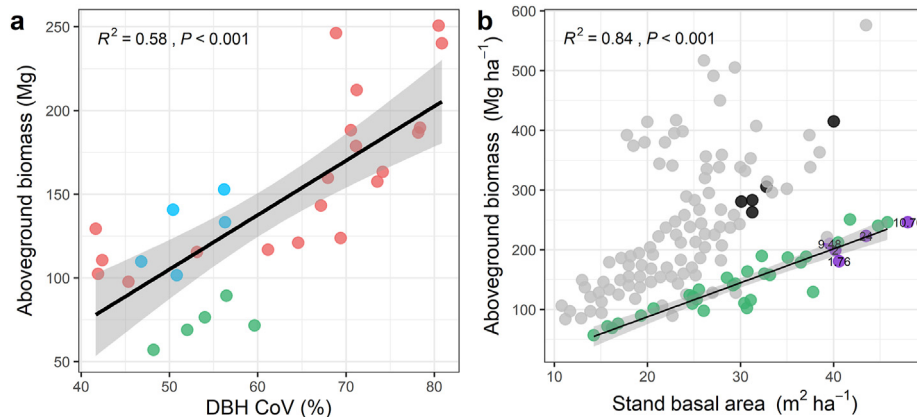 a
R² = 0.58 , P < 0.001
250
200
150
100
50
Aboveground biomass (Mg)
40 50 60 70 80
DBH CoV (%)
b
R² = 0.84 , P < 0.001
600
500
400
300
200
100
Aboveground biomass (Mg ha⁻¹)
10.76
24
9.48
1.76
10 20 30 40
Stand basal area (m² ha⁻¹)